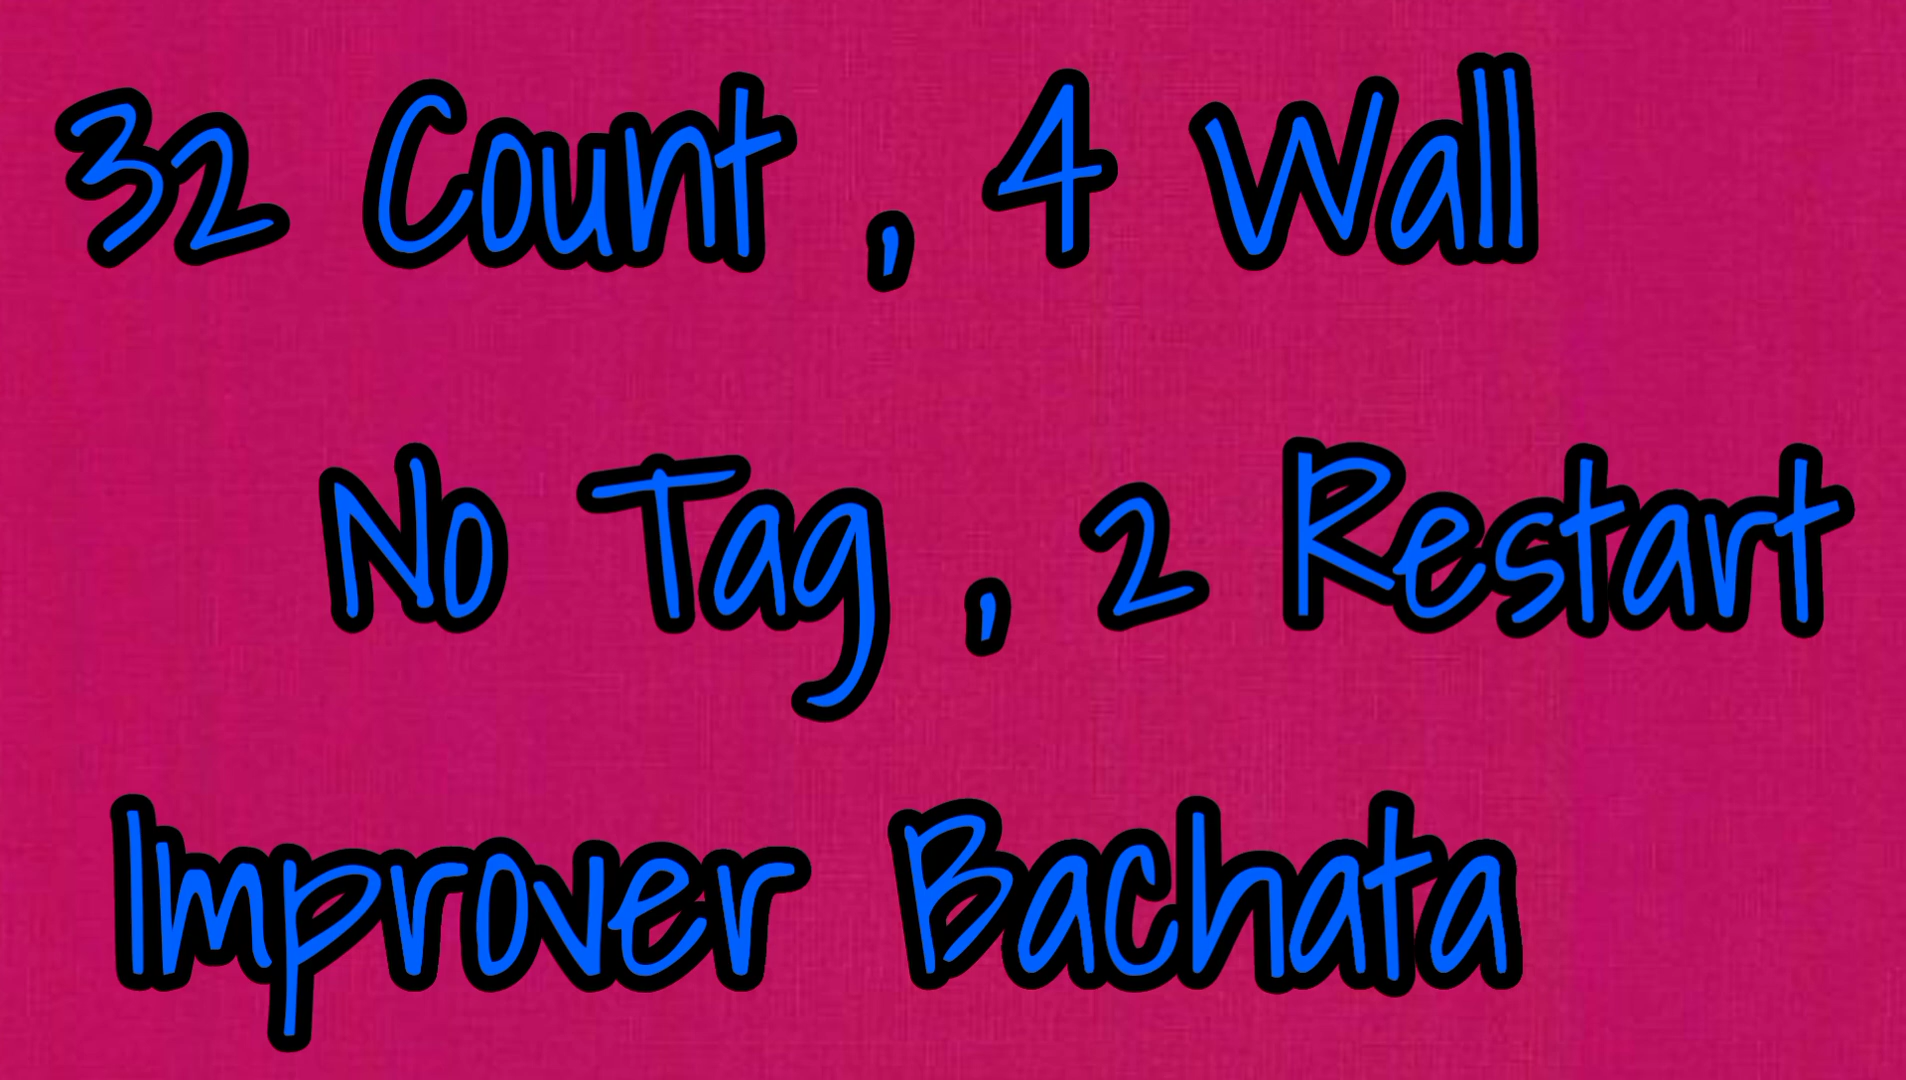 32 Count , 4 Wall
No Tag , 2 Restart
Improver Bachata